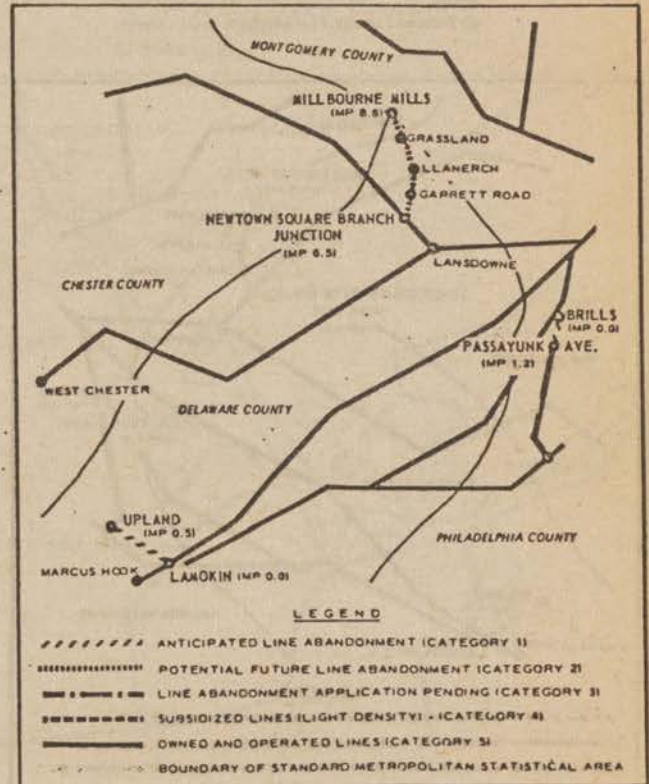 MONTGOMERY COUNTY
MILLBOURNE MILLS
(MP 8.6)
GRASSLAND
LLANERCH
GARRETT ROAD
NEWTOWN SQUARE BRANCH
JUNCTION
(MP 6.5)
LANSDOWNE
CHESTER COUNTY
BRILLS
(MP 0.0)
PASSAYUNK AVE.
(MP 1.2)
WEST CHESTER
DELAWARE COUNTY
UPLAND
(MP 0.5)
PHILADELPHIA COUNTY
MARCUS HOOK
LAMOKIN (MP 0.0)
LEGEND
ANTICIPATED LINE ABANDONMENT (CATEGORY 1)
POTENTIAL FUTURE LINE ABANDONMENT (CATEGORY 2)
LINE ABANDONMENT APPLICATION PENDING (CATEGORY 3)
SUBSIDIZED LINES (LIGHT DENSITY) - (CATEGORY 4)
OWNED AND OPERATED LINES (CATEGORY 5)
BOUNDARY OF STANDARD METROPOLITAN STATISTICAL AREA